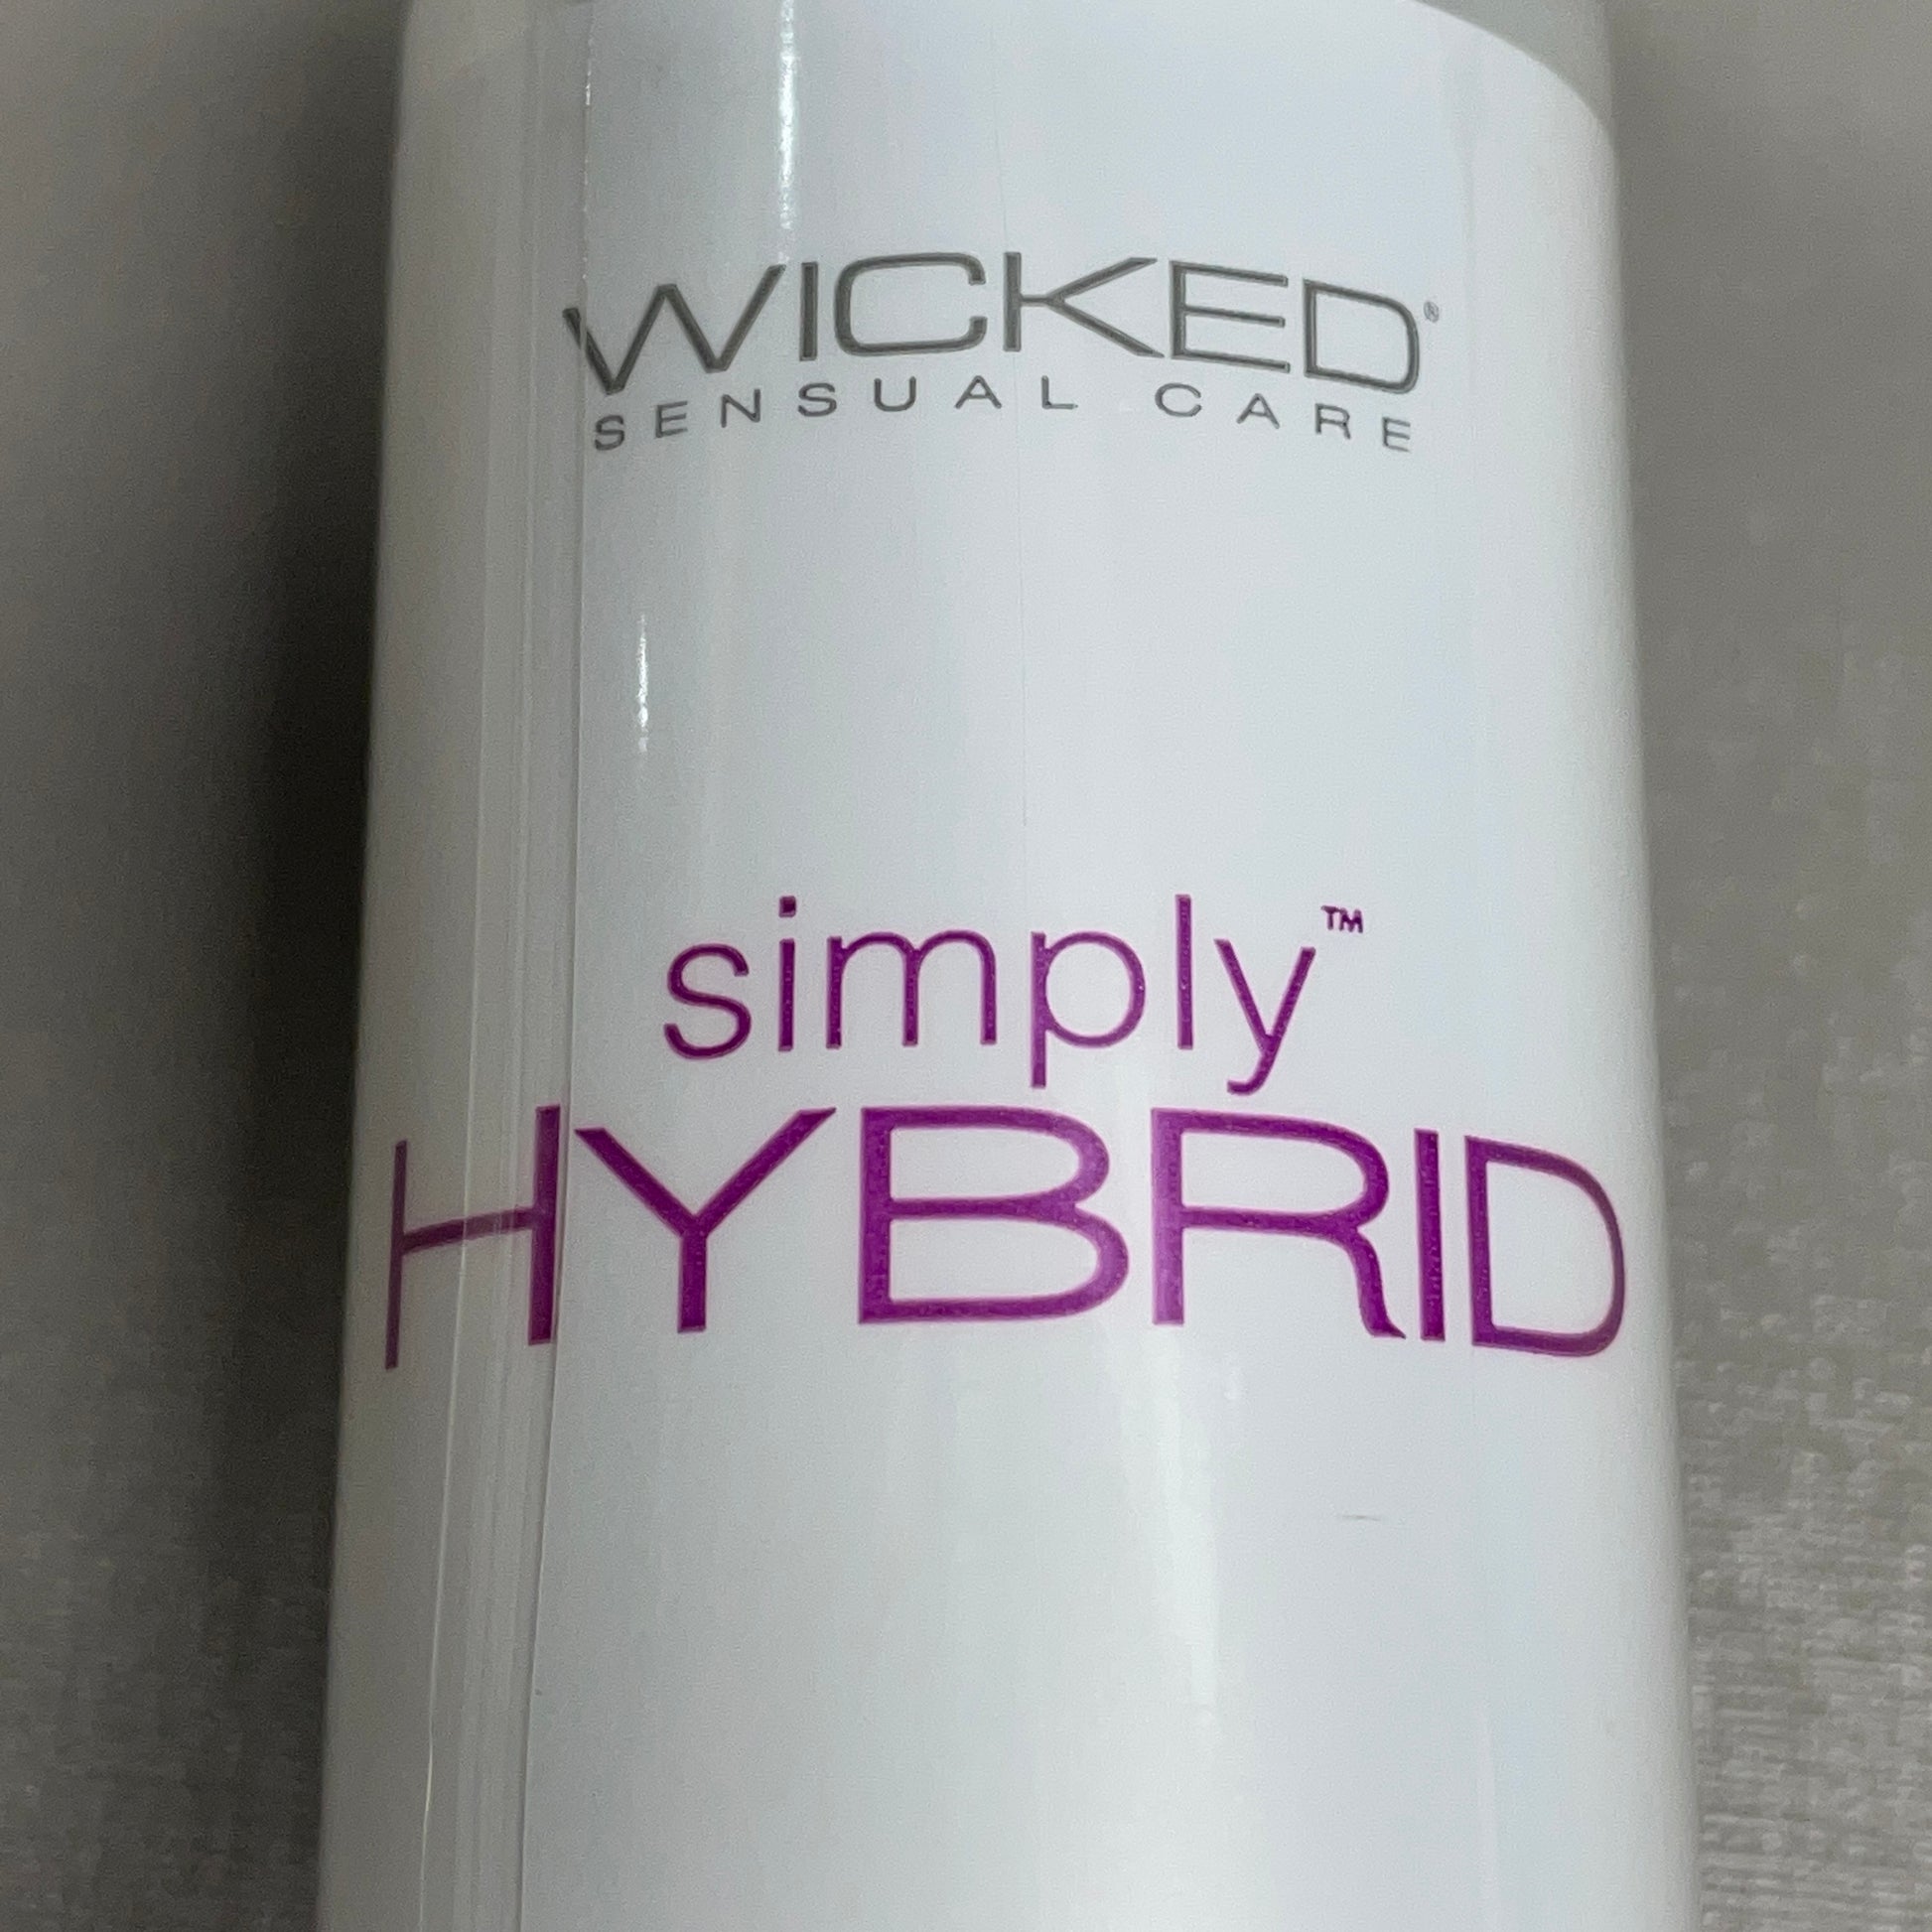 WICKED®
SENSUAL CARE
simply™
HYBRID